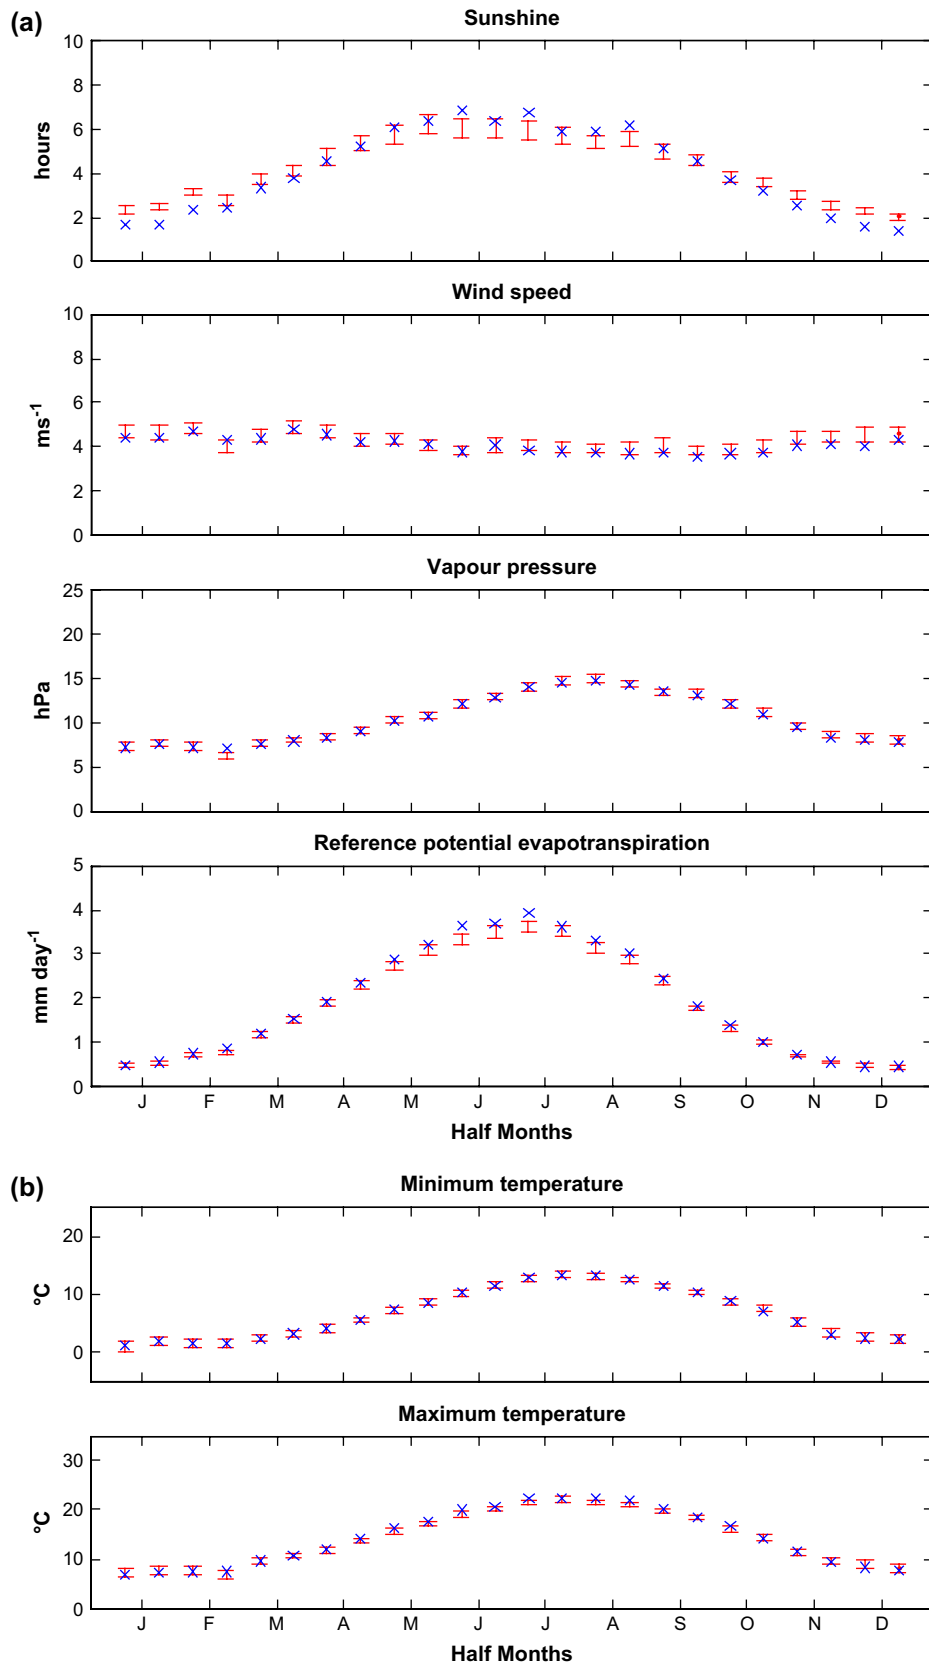 (a)
Sunshine
10
8
6
4
2
0
hours
Wind speed
10
8
6
4
2
0
ms-1
Vapour pressure
25
20
15
10
5
0
hPa
Reference potential evapotranspiration
5
4
3
2
1
0
mm day-1
J F M A M J J A S O N D
Half Months
(b)
Minimum temperature
20
10
0
°C
Maximum temperature
30
20
10
0
°C
J F M A M J J A S O N D
Half Months